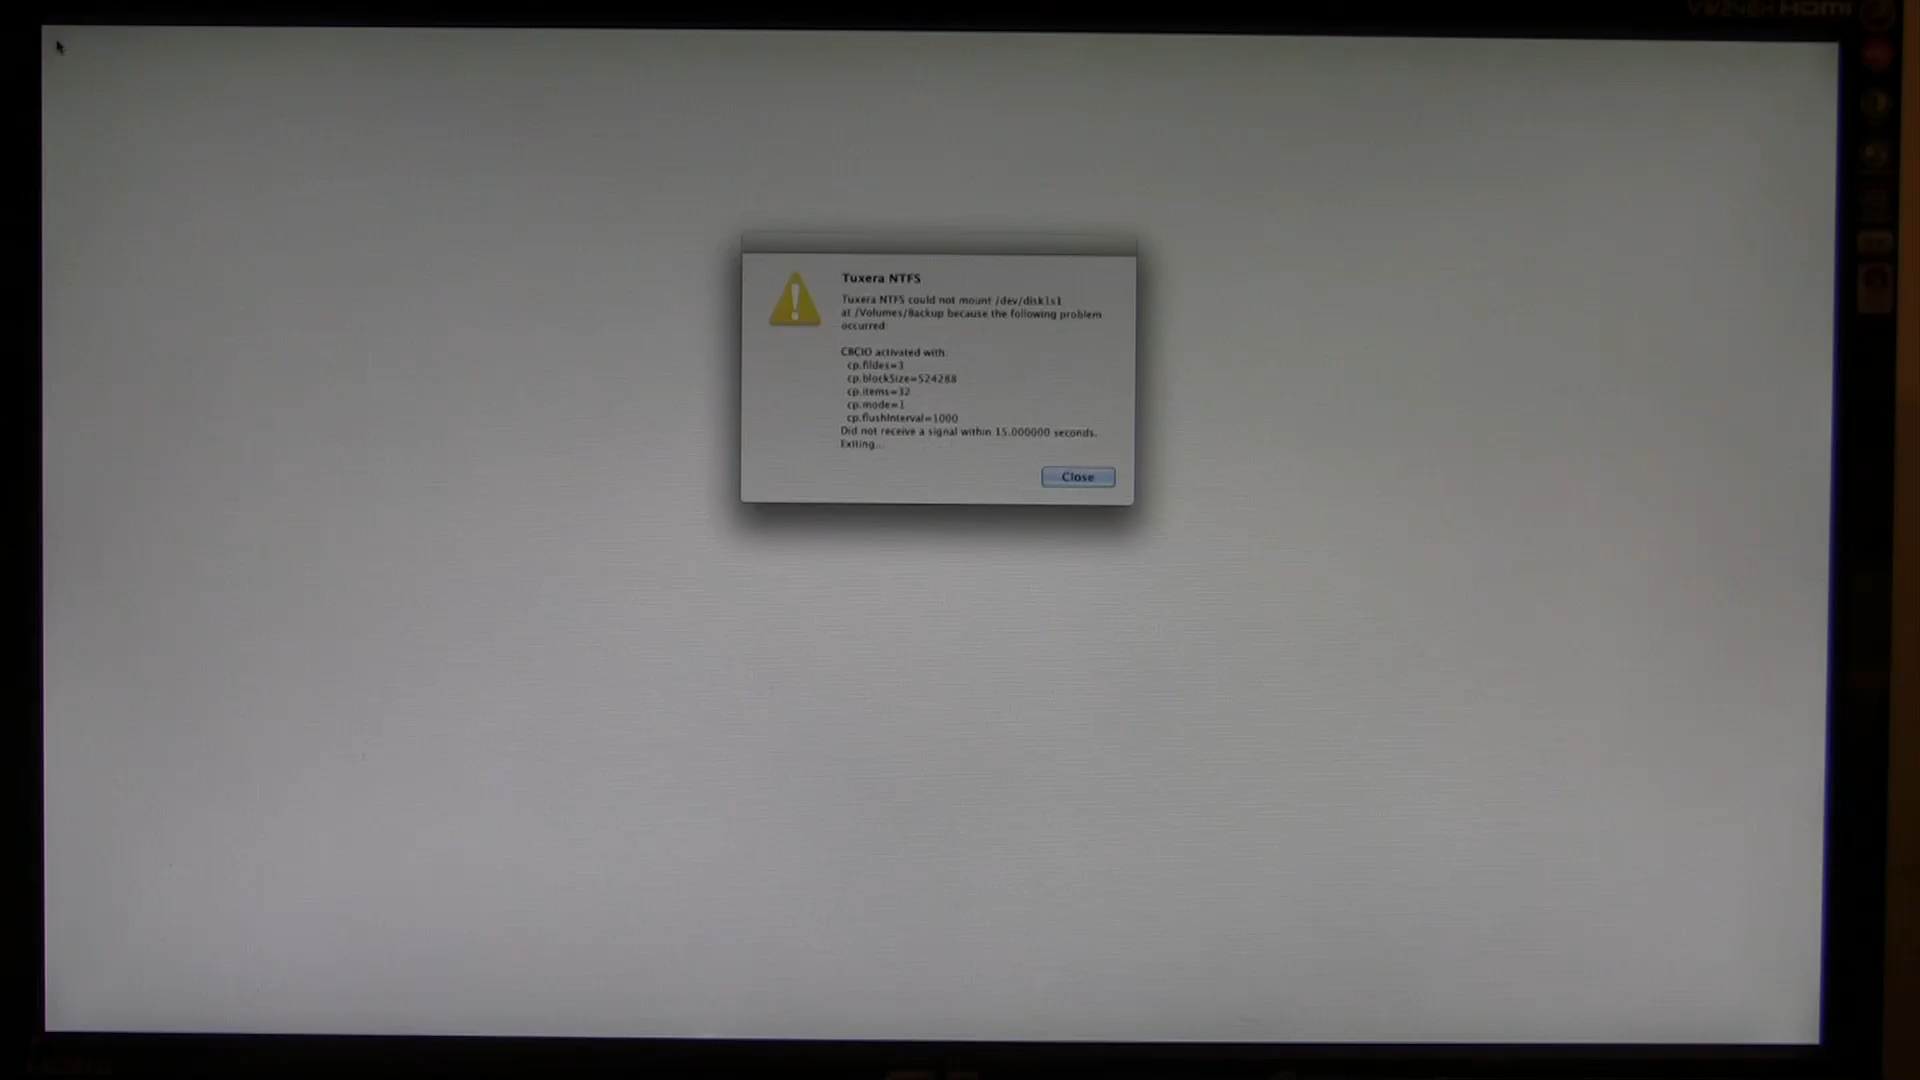 VW246H HDMI
Tuxera NTFS
Tuxera NTFS could not mount /dev/disk1s1
at /Volumes/Backup because the following problem
occurred:
CBCIO activated with:
cp.fildes=3
cp.blockSize=524288
cp.items=32
cp.mode=1
cp.flushInterval=1000
Did not receive a signal within 15.000000 seconds.
Exiting...
Close